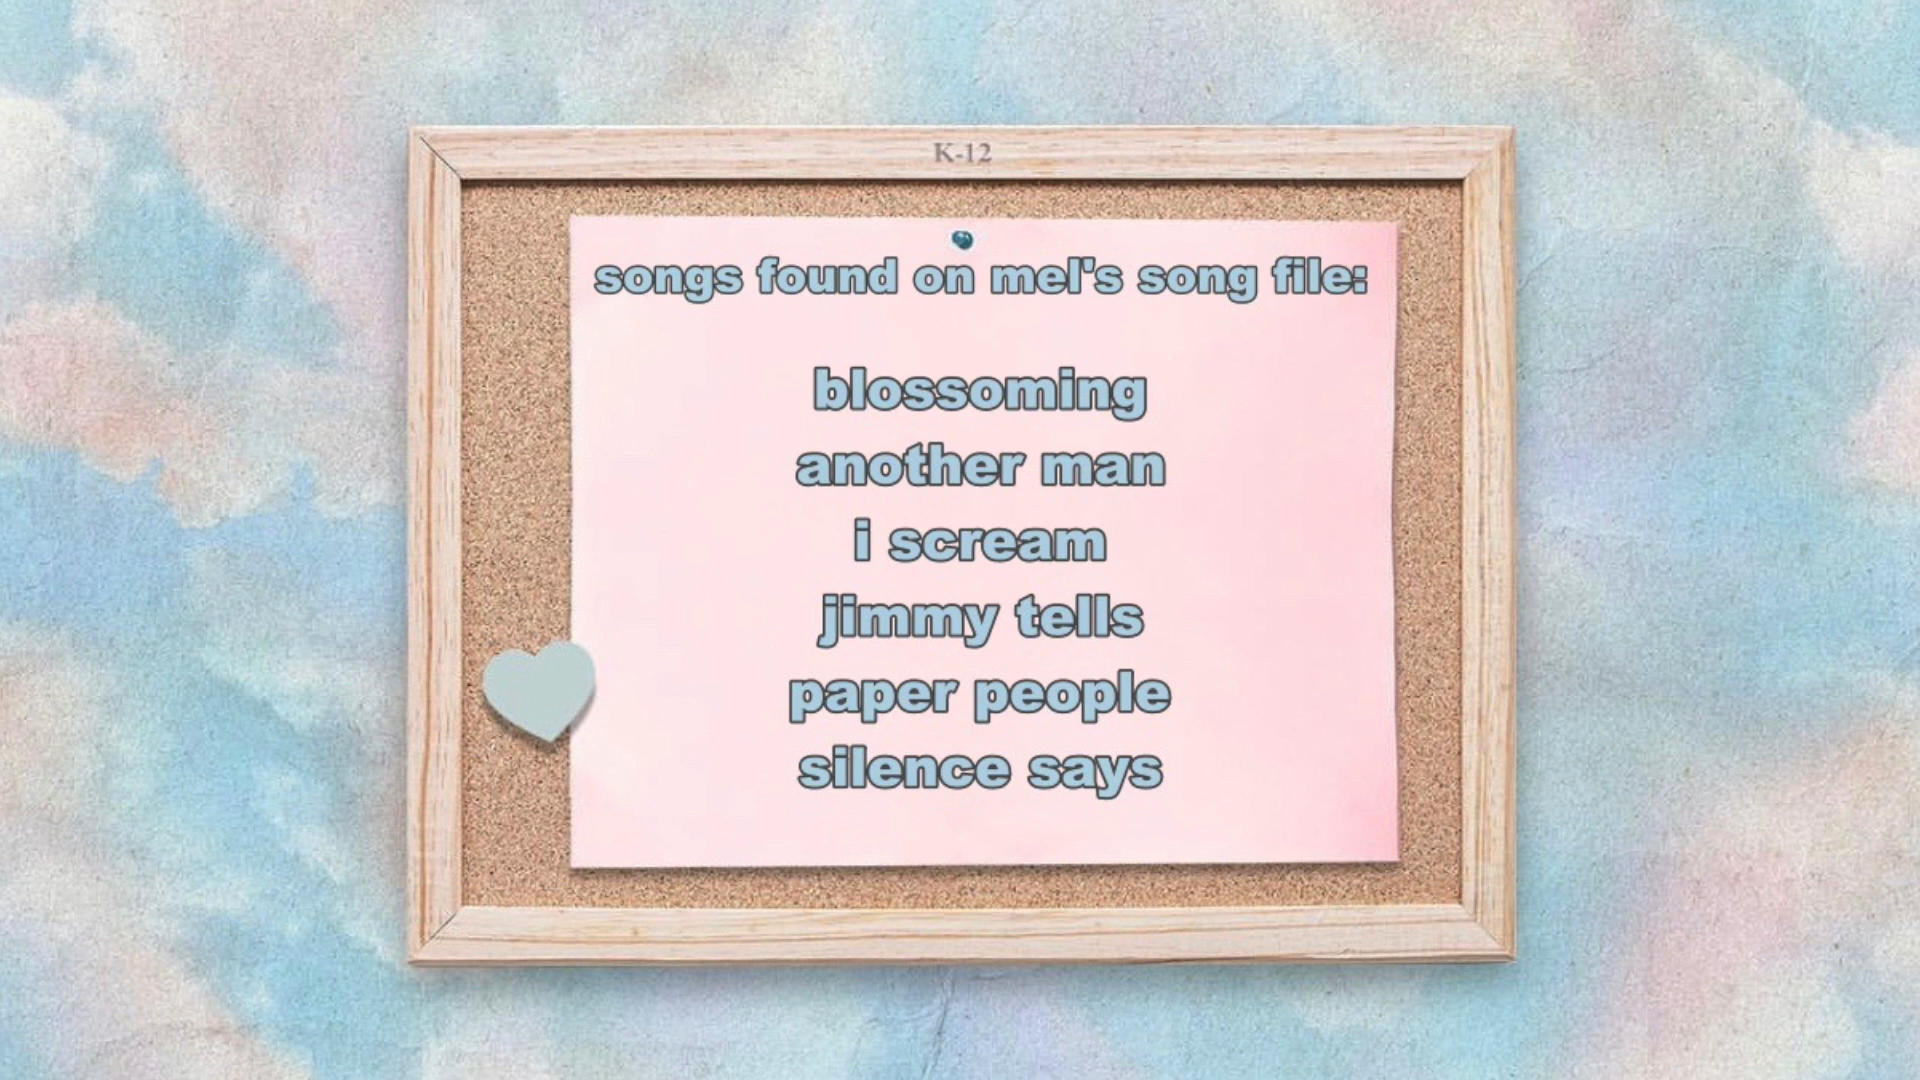 K-12
songs found on mel's song file:
blossoming
another man
i scream
jimmy tells
paper people
silence says